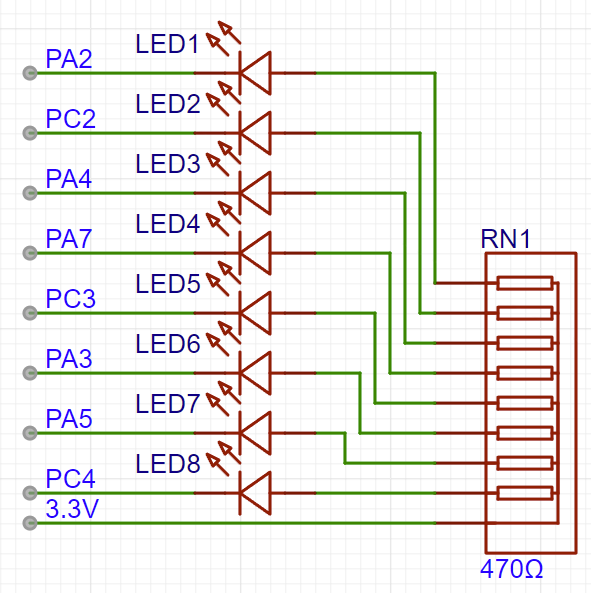 LED1
PA2
LED2
PC2
LED3
PA4
LED4
PA7
RN1
LED5
PC3
LED6
PA3
LED7
PA5
LED8
PC4
3.3V
470Ω